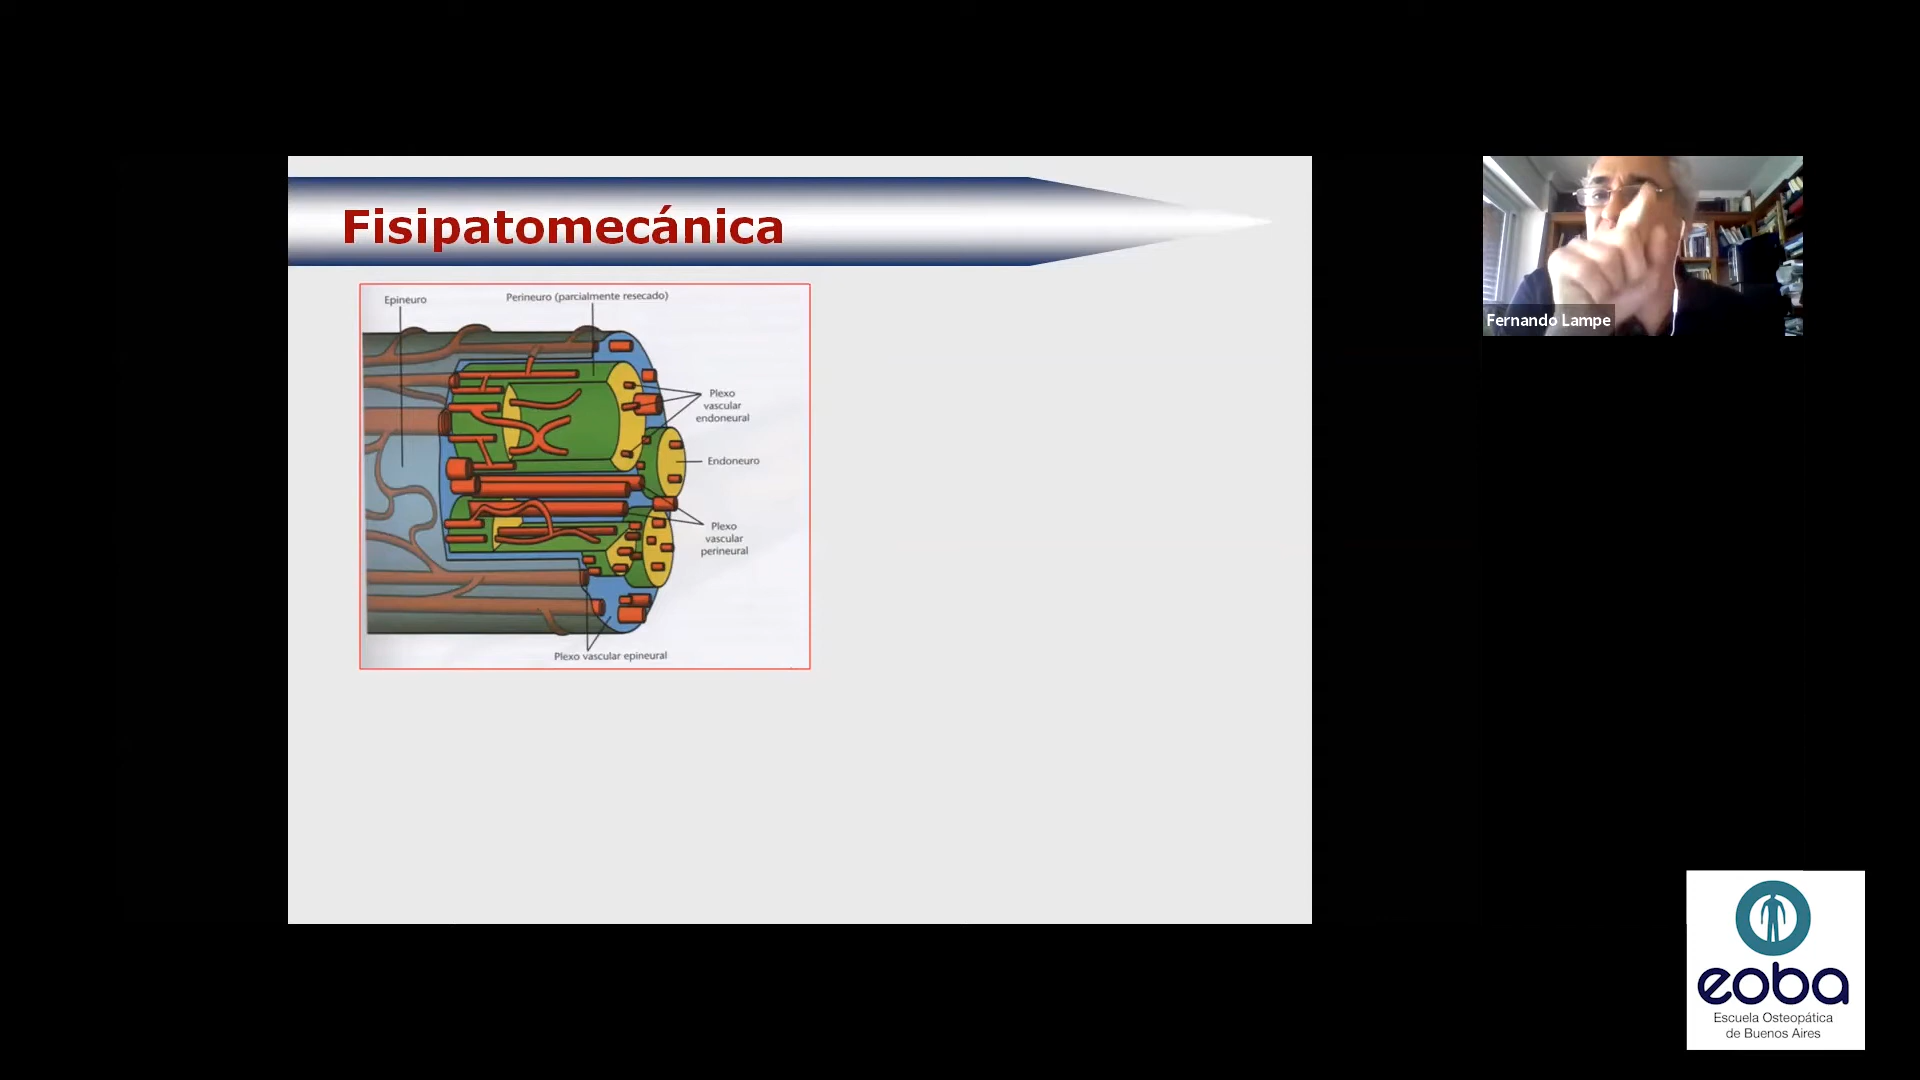 Fisipatomecánica
Epineuro
Perineuro (parcialmente resecado)
Plexo
vascular
endoneural
Endoneuro
Plexo
vascular
perineural
Plexo vascular epineural
Fernando Lampe
eoba
Escuela Osteopática
de Buenos Aires